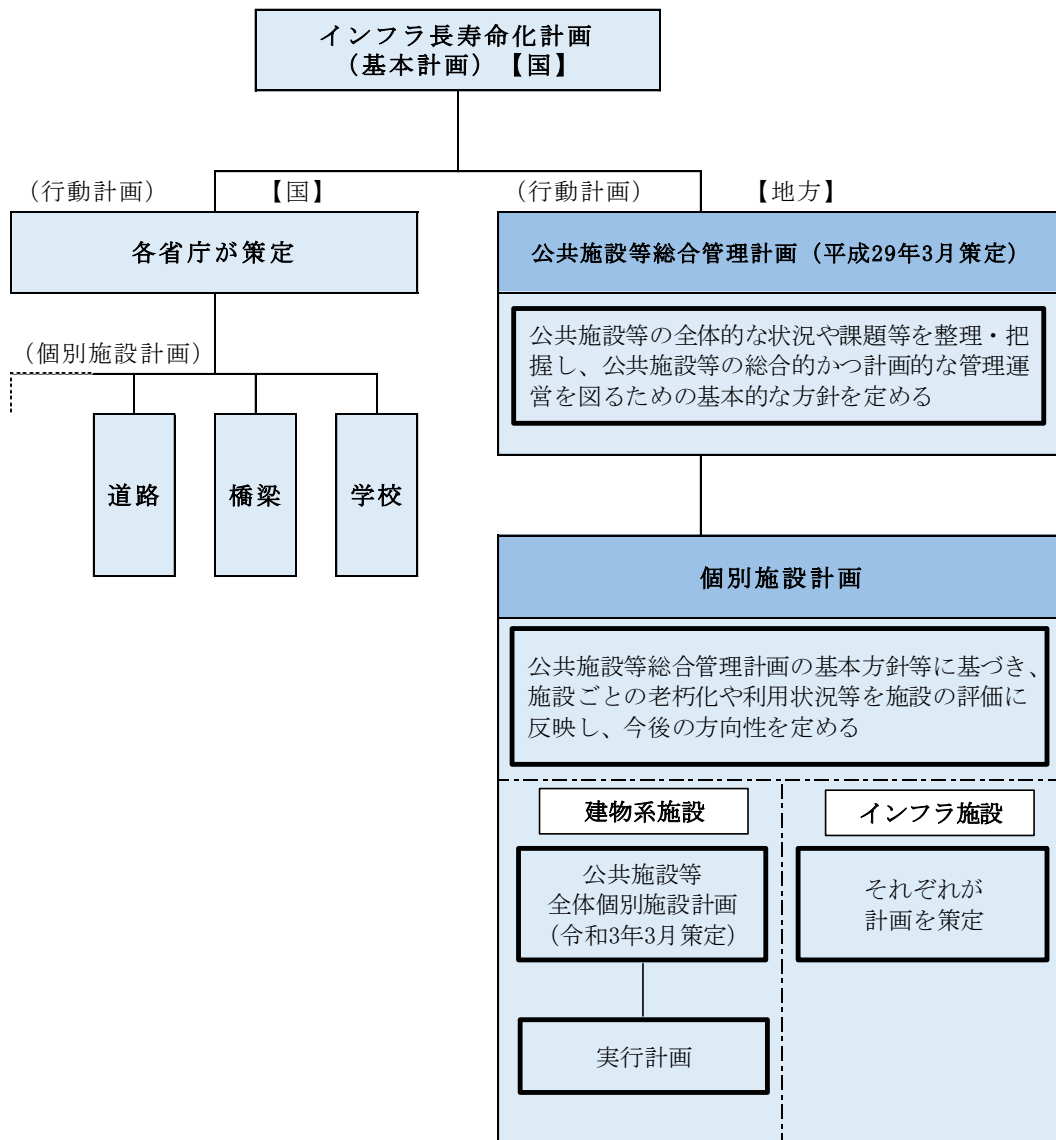 インフラ長寿命化計画
（基本計画）【国】
（行動計画）
【国】
（行動計画）
【地方】
各省庁が策定
公共施設等総合管理計画（平成29年3月策定）
公共施設等の全体的な状況や課題等を整理・把
握し、公共施設等の総合的かつ計画的な管理運
営を図るための基本的な方針を定める
（個別施設計画）
道路
橋梁
学校
個別施設計画
公共施設等総合管理計画の基本方針等に基づき、
施設ごとの老朽化や利用状況等を施設の評価に
反映し、今後の方向性を定める
建物系施設
インフラ施設
公共施設等
全体個別施設計画
（令和3年3月策定）
それぞれが
計画を策定
実行計画